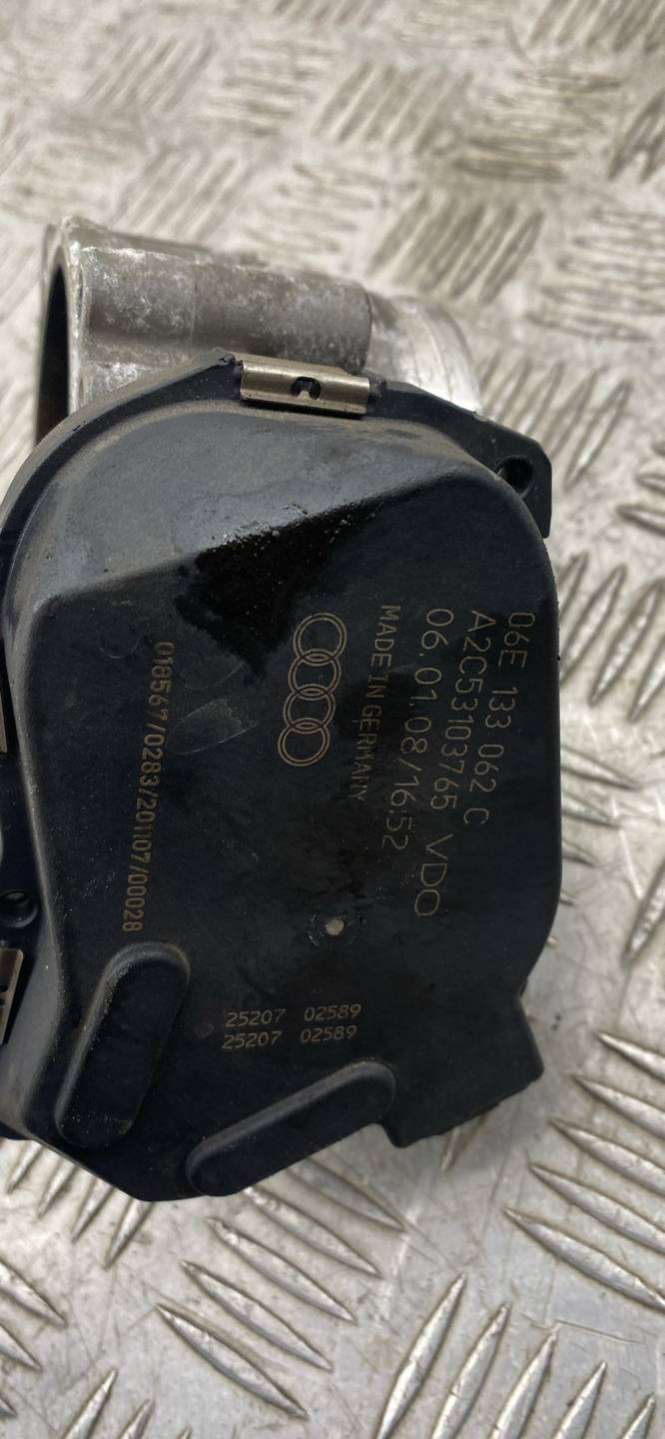 06E 133 062 C
A2C53103765 VDO
06.01.08/16:52
MADE IN GERMANY
018567/0283/201107/00028
25207 02589
25207 02589